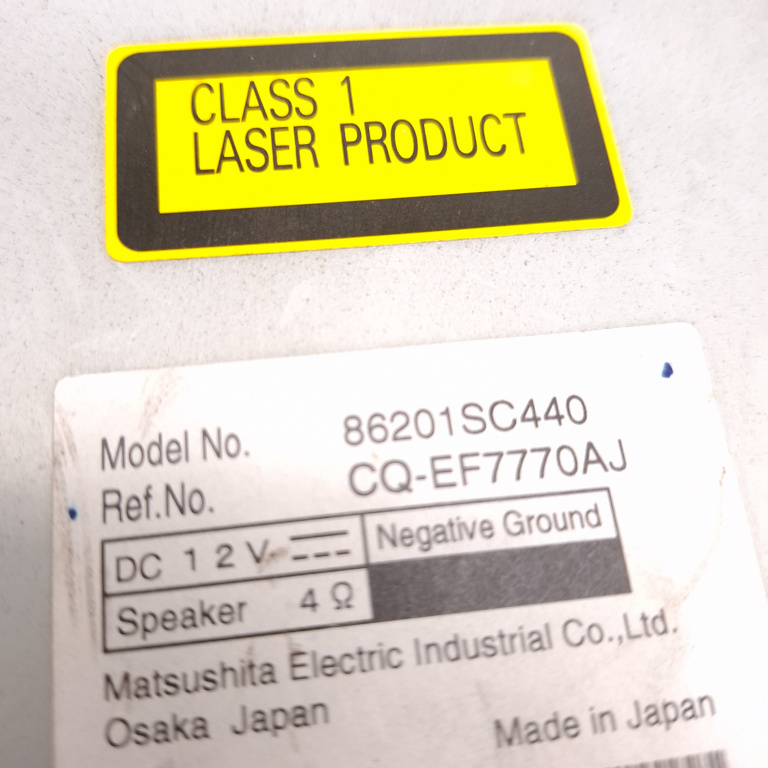 CLASS 1
LASER PRODUCT
Model No. 86201SC440
Ref.No. CQ-EF7770AJ
DC 12V Negative Ground
Speaker 4Ω
Matsushita Electric Industrial Co.,Ltd.
Osaka Japan Made in Japan